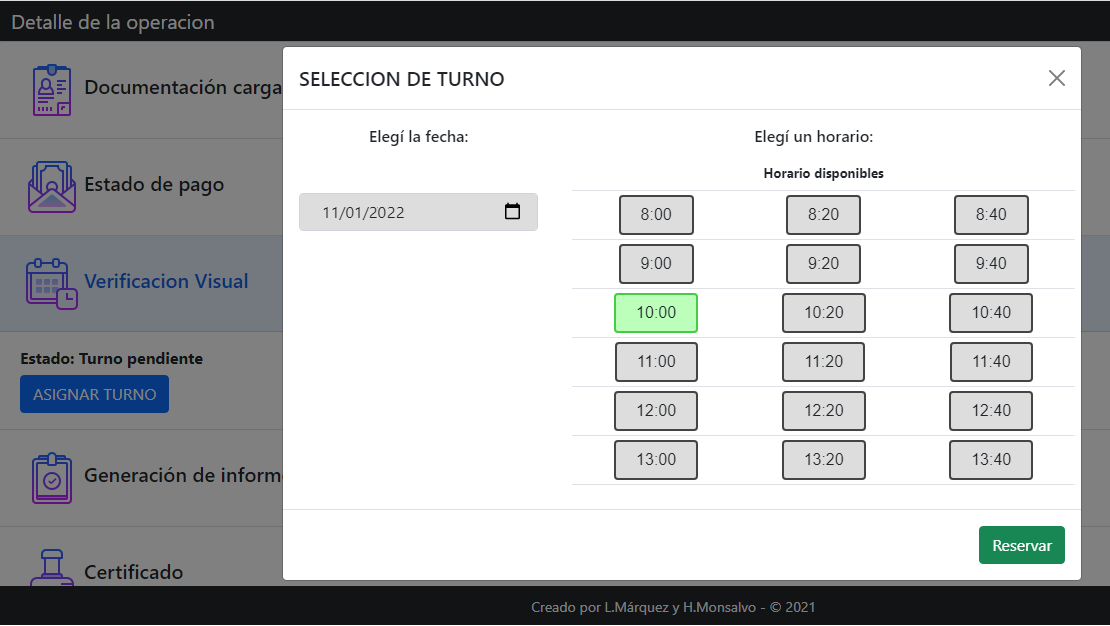 Detalle de la operacion
Documentación carga
Estado de pago
Verificacion Visual
Estado: Turno pendiente
ASIGNAR TURNO
Generación de inform
Certificado
SELECCION DE TURNO
Elegí la fecha:
11/01/2022
Elegí un horario:
Horario disponibles
8:00 8:20 8:40
9:00 9:20 9:40
10:00 10:20 10:40
11:00 11:20 11:40
12:00 12:20 12:40
13:00 13:20 13:40
Reservar
Creado por L.Márquez y H.Monsalvo - © 2021